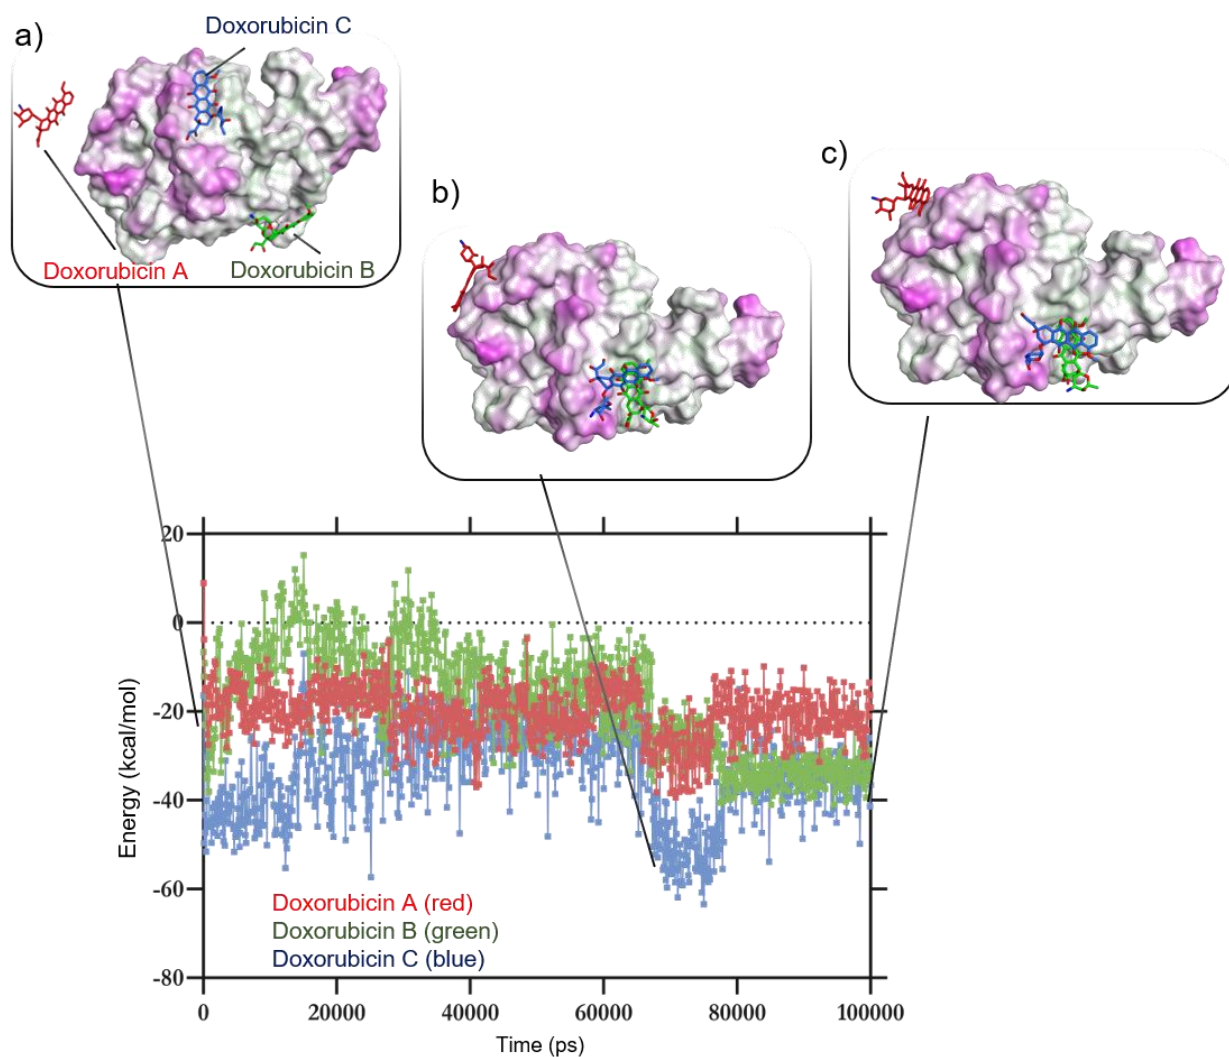 a)
Doxorubicin C
Doxorubicin A
Doxorubicin B
b)
c)
20
0
-20
-40
-60
-80
Energy (kcal/mol)
Doxorubicin A (red)
Doxorubicin B (green)
Doxorubicin C (blue)
0 20000 40000 60000 80000 100000
Time (ps)